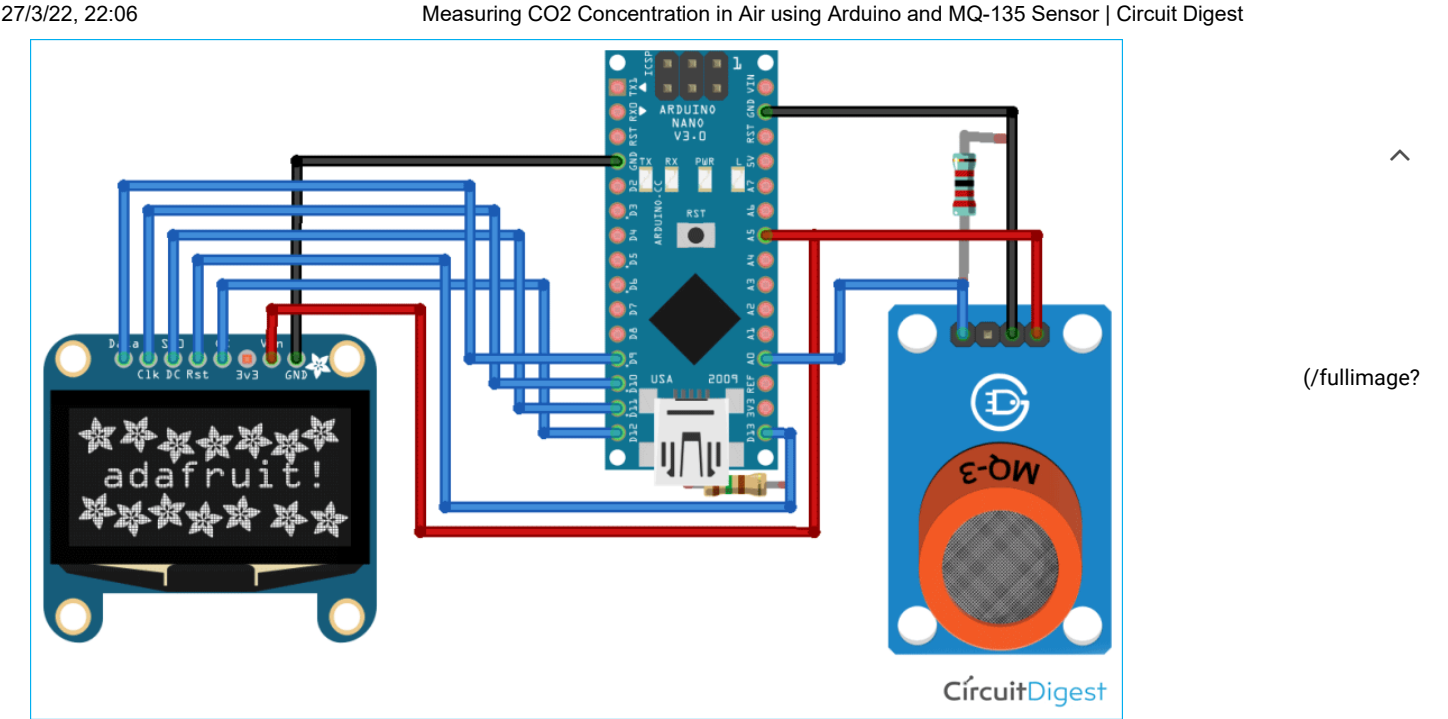 27/3/22, 22:06
Measuring CO2 Concentration in Air using Arduino and MQ-135 Sensor | Circuit Digest
ICSP
1
TX1
RX0
RST
GND
D2
D3
D4
D5
D6
D7
D8
D9
D10
D11
D12
ARDUINO
NANO
V3.0
TX RX PWR L
ARDUINO.CC
RST
USA 2009
VIN
GND
RST
5V
A7
A6
A5
A4
A3
A2
A1
A0
REF
3V3
D13
Clk DC Rst 3v3 GND
adafruit!
MQ-3
(/fullimage?
CircuitDigest